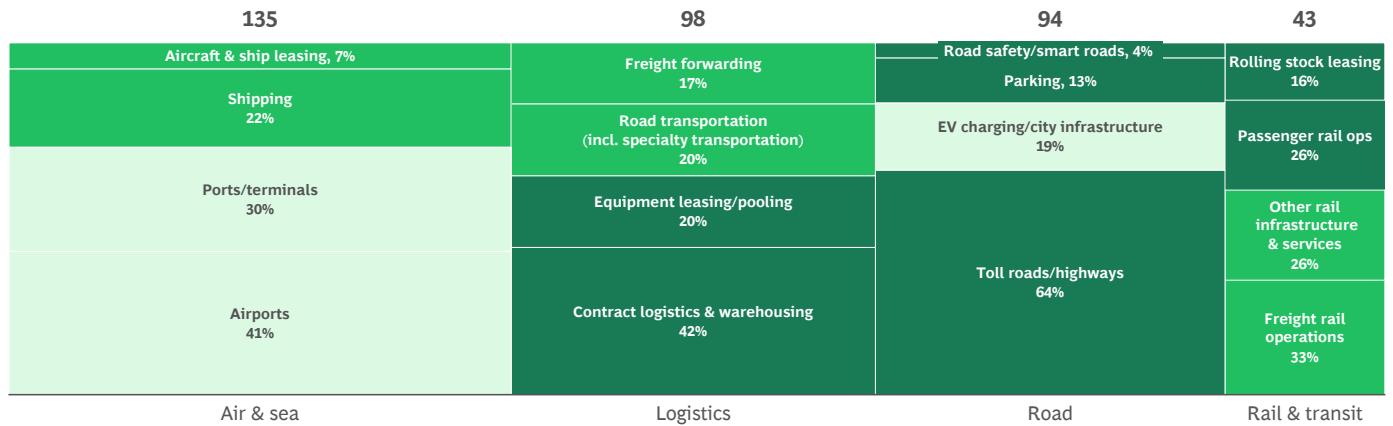 135
98
94
43
Aircraft & ship leasing, 7%
Shipping
22%
Ports/terminals
30%
Airports
41%
Freight forwarding
17%
Road transportation
(incl. specialty transportation)
20%
Equipment leasing/pooling
20%
Contract logistics & warehousing
42%
Road safety/smart roads, 4%
Parking, 13%
EV charging/city infrastructure
19%
Toll roads/highways
64%
Rolling stock leasing
16%
Passenger rail ops
26%
Other rail
infrastructure
& services
26%
Freight rail
operations
33%
Air & sea
Logistics
Road
Rail & transit